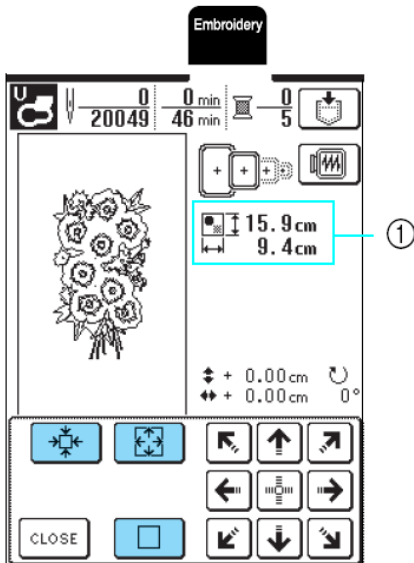 Embroidery
U 0 0 min 0
20049 46 min 5
15.9cm
9.4cm
①
+ 0.00cm
+ 0.00cm 0°
CLOSE